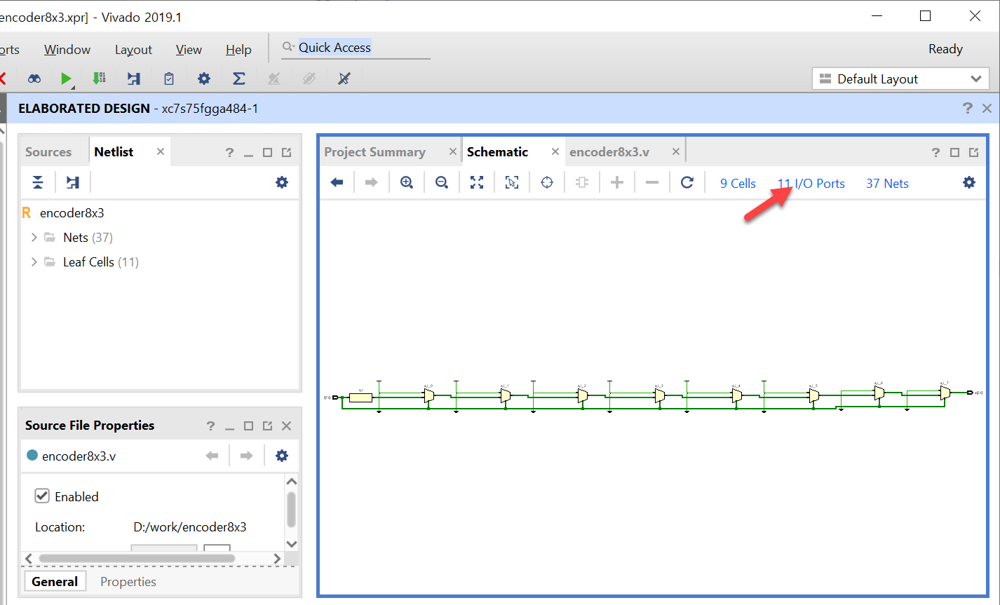 encoder8x3.xpr] - Vivado 2019.1
orts Window Layout View Help Quick Access Ready
Default Layout
ELABORATED DESIGN - xc7s75fgga484-1
Sources Netlist
Project Summary Schematic encoder8x3.v
9 Cells 11 I/O Ports 37 Nets
encoder8x3
Nets (37)
Leaf Cells (11)
Source File Properties
encoder8x3.v
Enabled
Location: D:/work/encoder8x3
General Properties